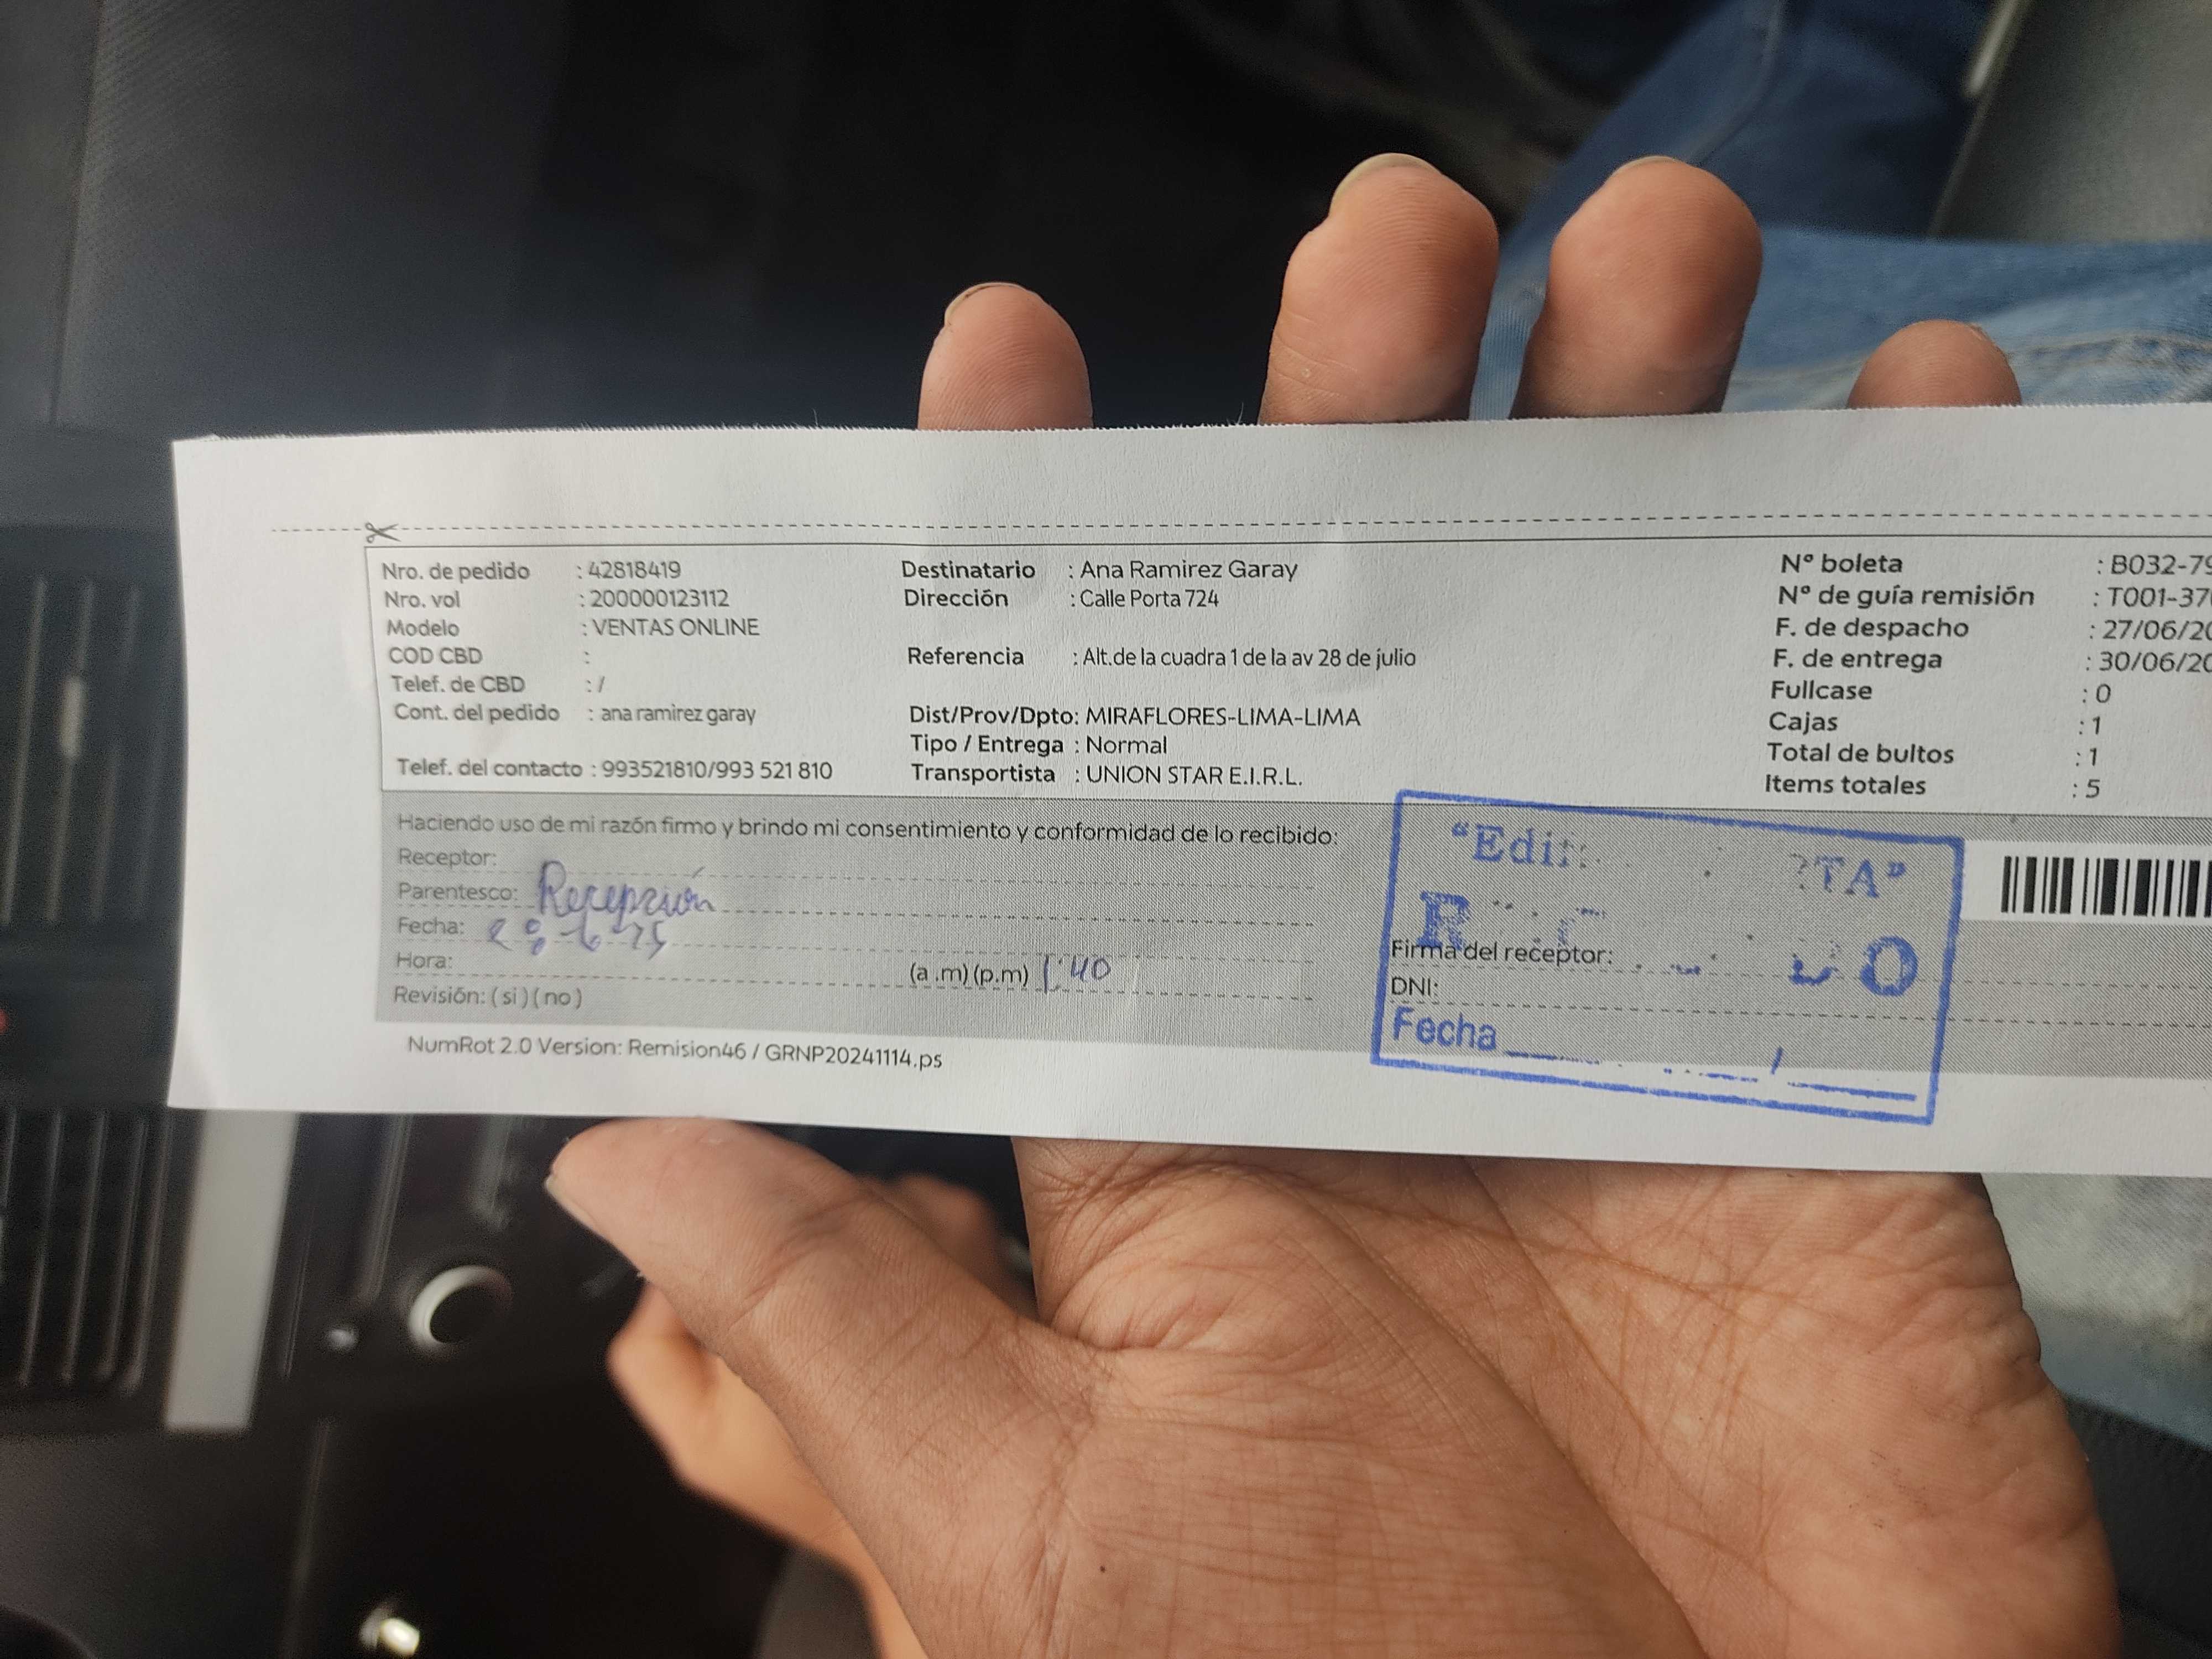 Nro. de pedido : 42818419
Nro. vol : 200000123112
Modelo : VENTAS ONLINE
COD CBD :
Telef. de CBD : /
Cont. del pedido : ana ramirez garay
Telef. del contacto : 993521810/993 521 810
Destinatario : Ana Ramirez Garay
Dirección : Calle Porta 724
Referencia : Alt.de la cuadra 1 de la av 28 de julio
Dist/Prov/Dpto: MIRAFLORES-LIMA-LIMA
Tipo / Entrega : Normal
Transportista : UNION STAR E.I.R.L.
Nº boleta : B032-79
Nº de guía remisión : T001-37
F. de despacho : 27/06/20
F. de entrega : 30/06/20
Fullcase : 0
Cajas : 1
Total de bultos : 1
Items totales : 5
Haciendo uso de mi razón firmo y brindo mi consentimiento y conformidad de lo recibido:
Receptor:
Parentesco: Recepción
Fecha:
Hora: (a .m) (p.m) 1:40
Revisión: ( si ) ( no )
Firma del receptor:
DNI:
Fecha
NumRot 2.0 Version: Remision46 / GRNP20241114.ps